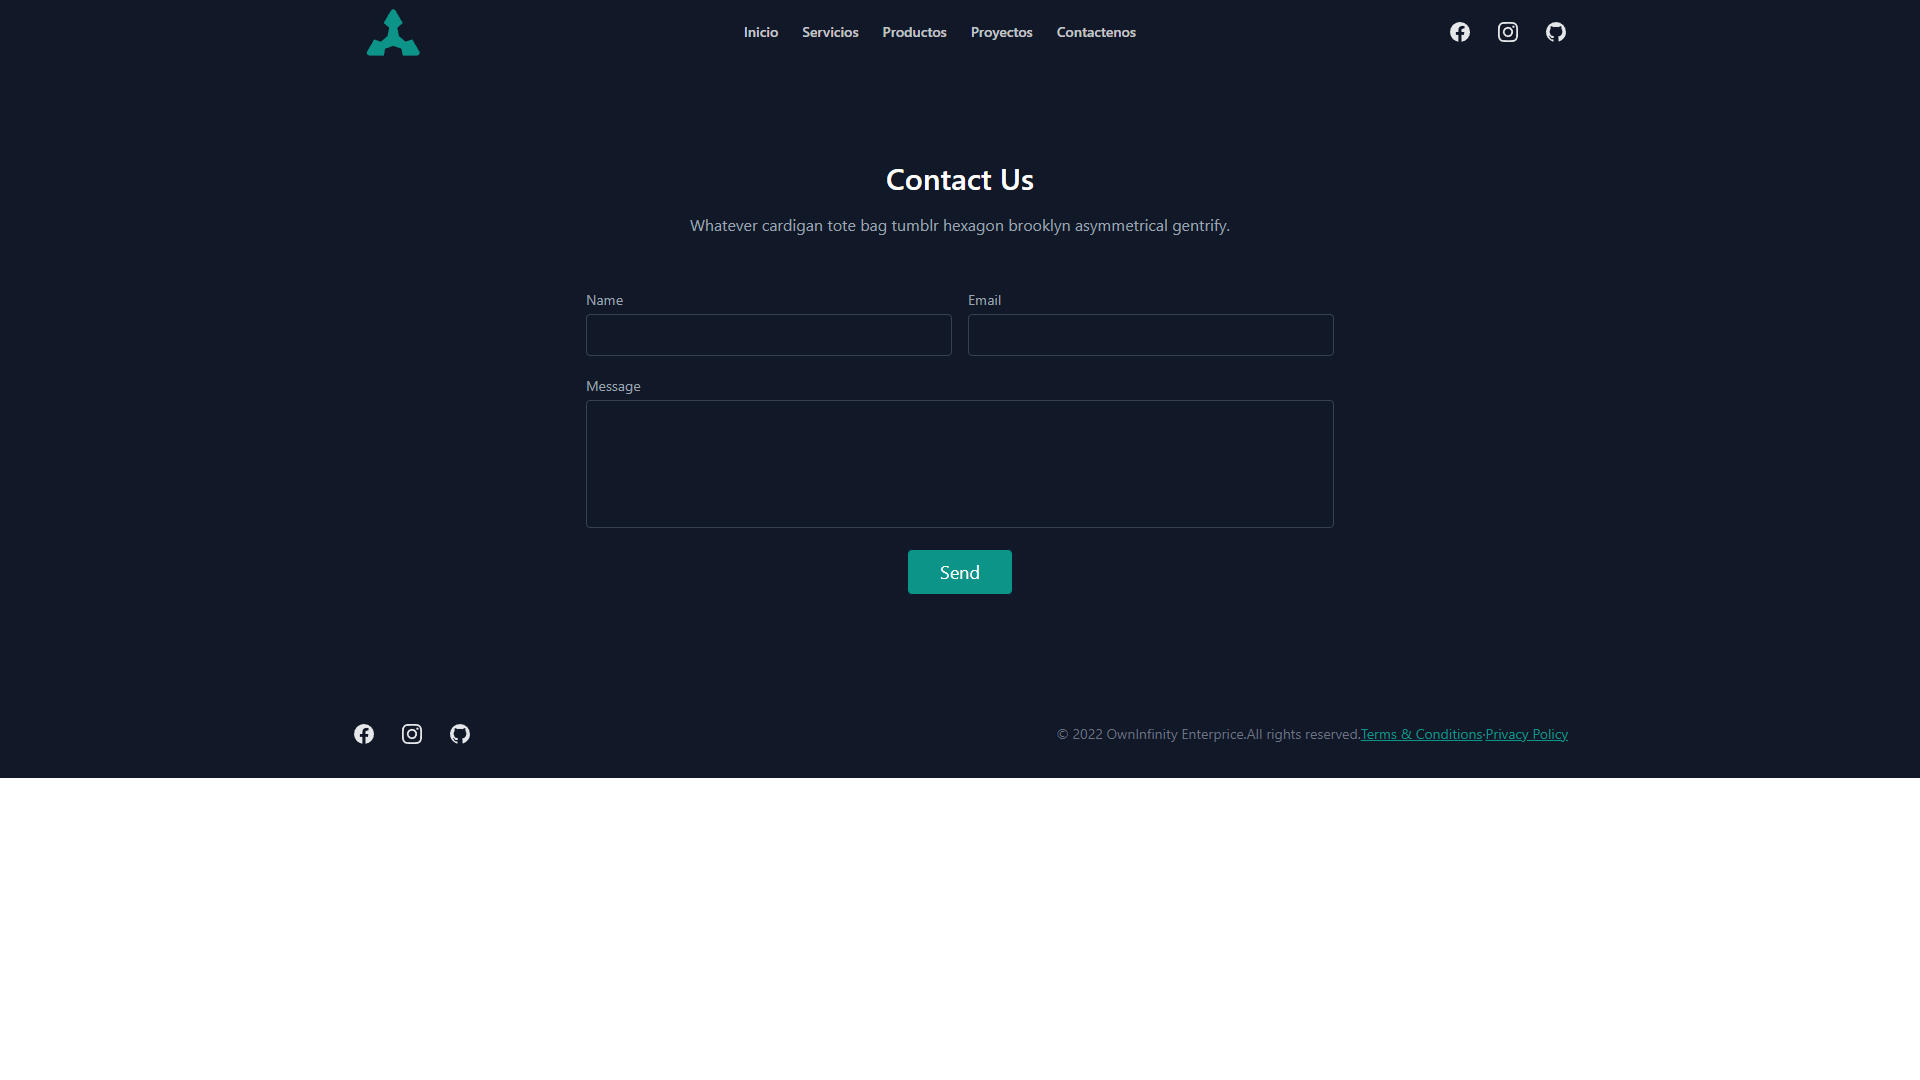 Inicio Servicios Productos Proyectos Contactenos
Contact Us
Whatever cardigan tote bag tumblr hexagon brooklyn asymmetrical gentrify.
Name Email
Message
Send
© 2022 OwnInfinity Enterprice.All rights reserved.Terms & Conditions·Privacy Policy